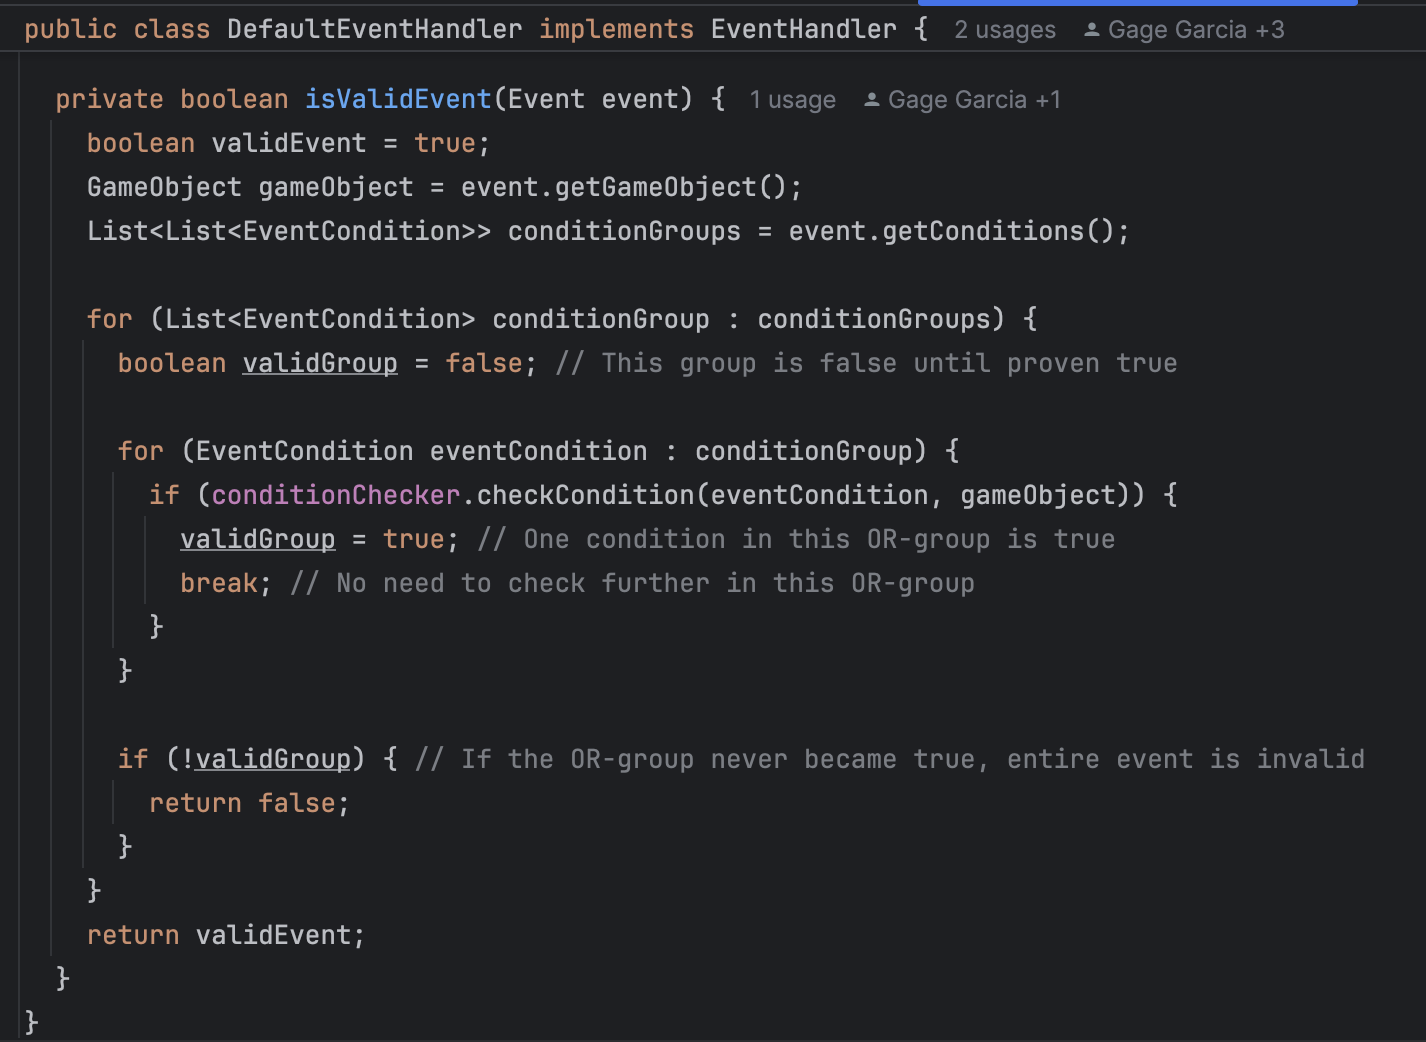 public class DefaultEventHandler implements EventHandler { 2 usages Gage Garcia +3
private boolean isValidEvent(Event event) { 1 usage Gage Garcia +1
boolean validEvent = true;
GameObject gameObject = event.getGameObject();
List<List<EventCondition>> conditionGroups = event.getConditions();
for (List<EventCondition> conditionGroup : conditionGroups) {
boolean validGroup = false; // This group is false until proven true
for (EventCondition eventCondition : conditionGroup) {
if (conditionChecker.checkCondition(eventCondition, gameObject)) {
validGroup = true; // One condition in this OR-group is true
break; // No need to check further in this OR-group
}
}
if (!validGroup) { // If the OR-group never became true, entire event is invalid
return false;
}
}
return validEvent;
}
}